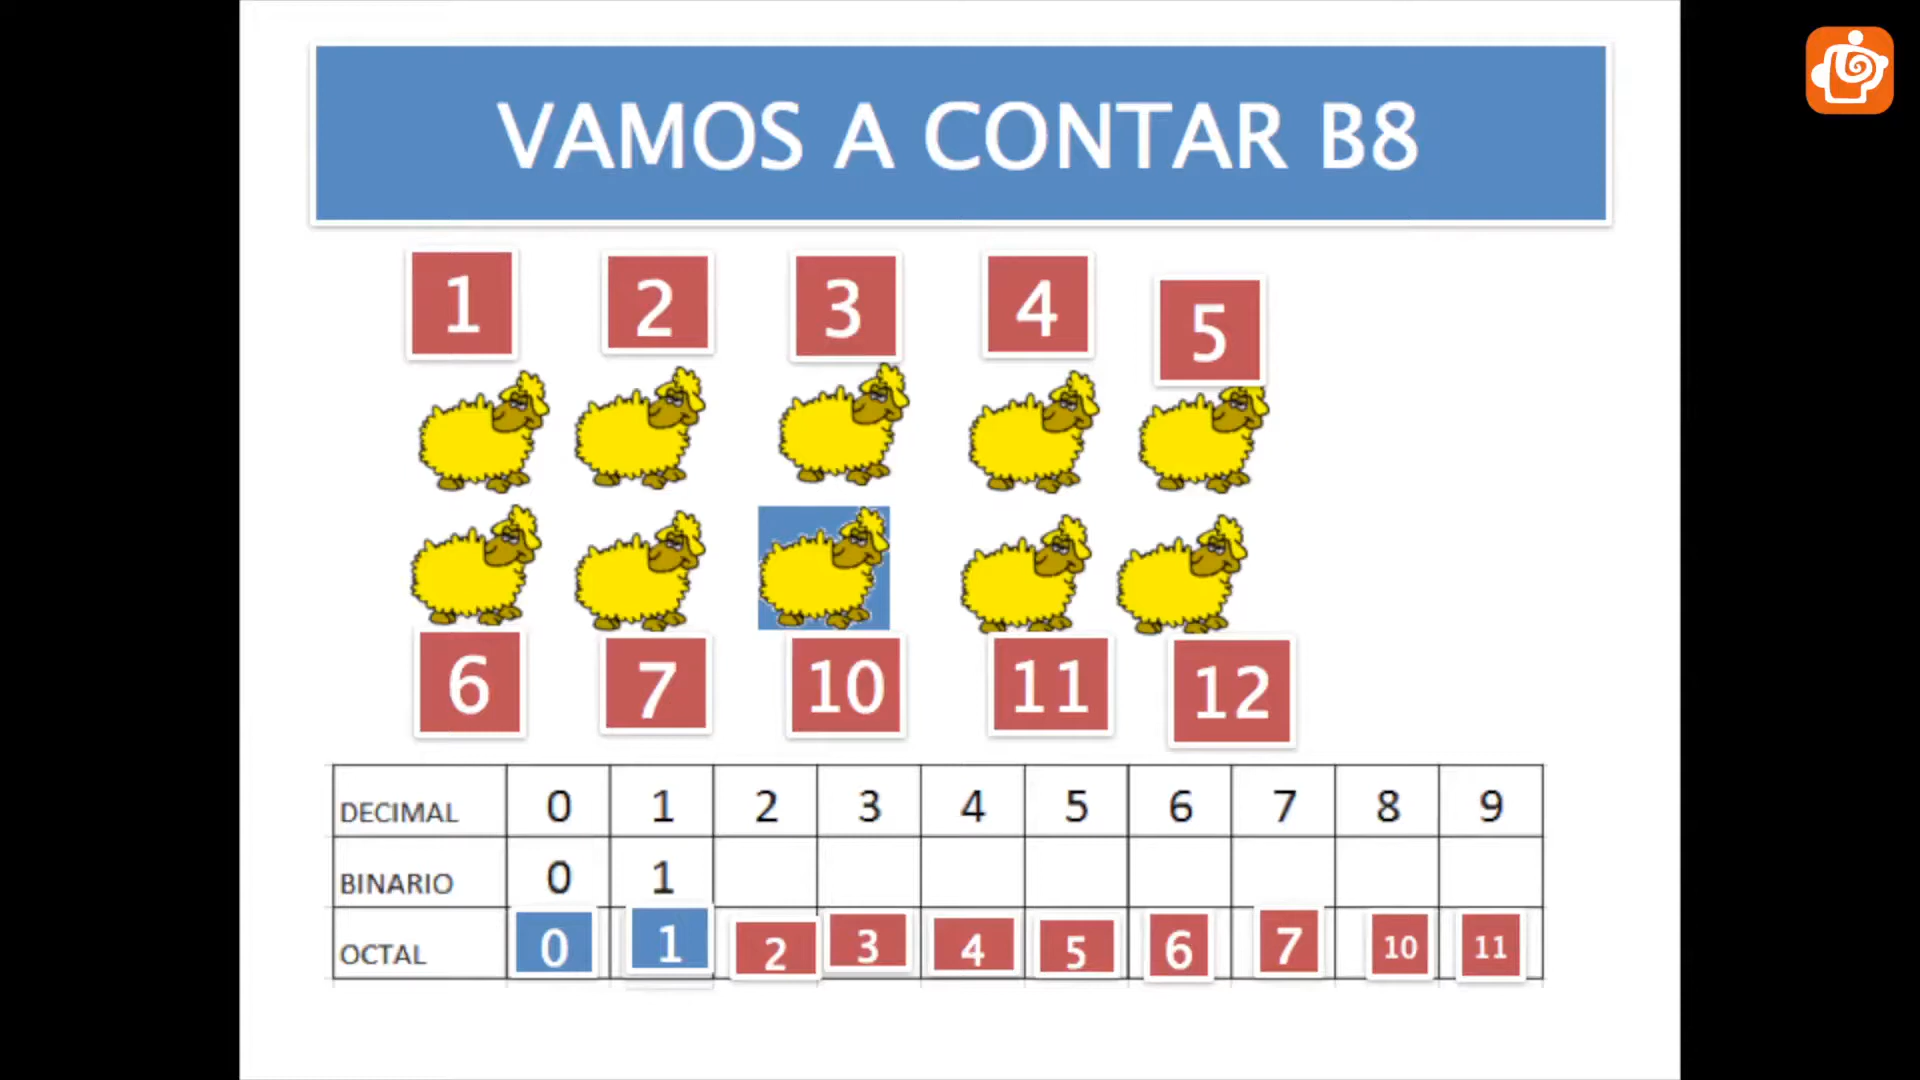 VAMOS A CONTAR B8
1 2 3 4 5
6 7 10 11 12
DECIMAL 0 1 2 3 4 5 6 7 8 9
BINARIO 0 1
OCTAL 0 1 2 3 4 5 6 7 10 11